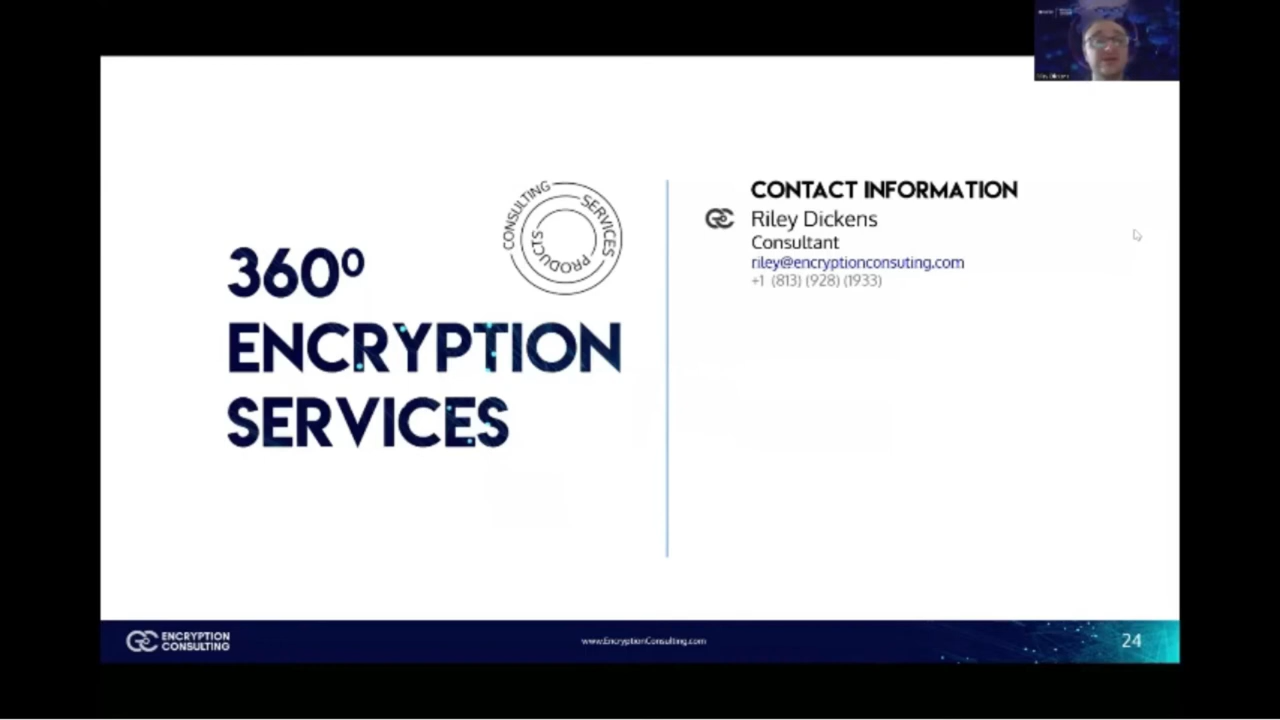 CONSULTING
SERVICES
PRODUCTS
360º
ENCRYPTION
SERVICES
CONTACT INFORMATION
Riley Dickens
Consultant
riley@encryptionconsuting.com
+1 (813) (928) (1933)
ENCRYPTION
CONSULTING
www.EncryptionConsulting.com
24